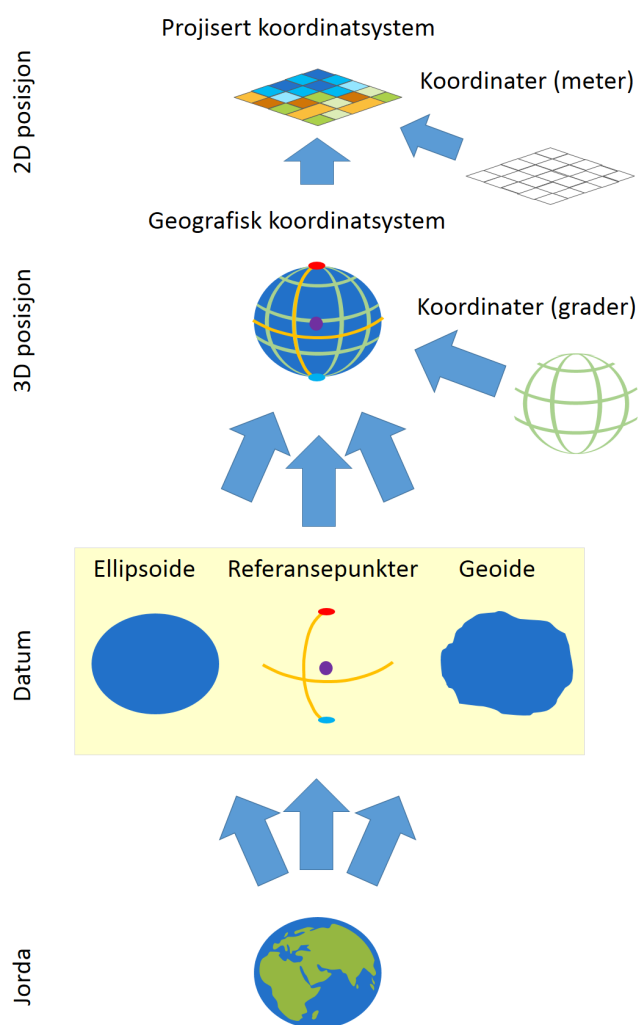 Projisert koordinatsystem
Koordinater (meter)
2D posisjon
Geografisk koordinatsystem
Koordinater (grader)
3D posisjon
Ellipsoide
Referansepunkter
Geoide
Datum
Jorda